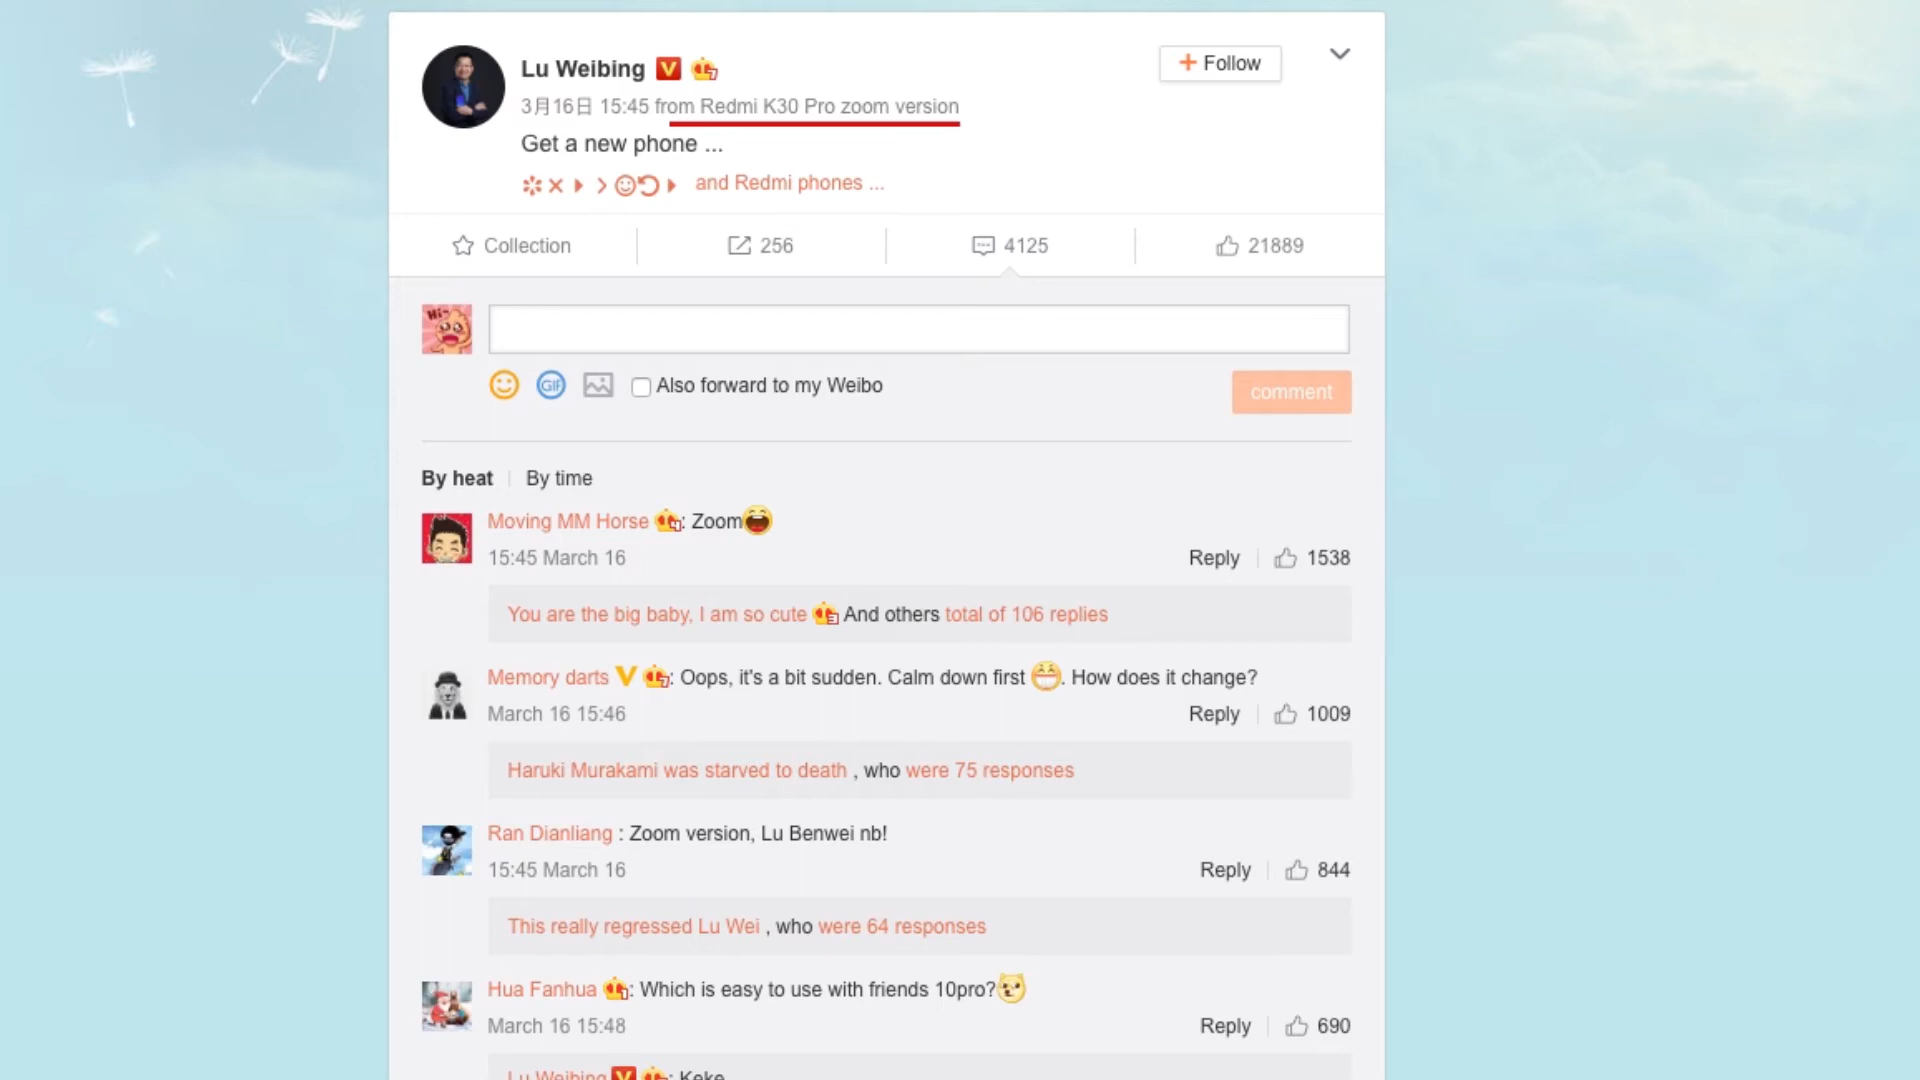 Lu Weibing
Follow
3月16日 15:45 from Redmi K30 Pro zoom version
Get a new phone ...
and Redmi phones ...
Collection
256
4125
21889
Hi~
GIF
Also forward to my Weibo
comment
By heat
By time
Moving MM Horse : Zoom
15:45 March 16
Reply
1538
You are the big baby, I am so cute And others total of 106 replies
Memory darts : Oops, it's a bit sudden. Calm down first . How does it change?
March 16 15:46
Reply
1009
Haruki Murakami was starved to death , who were 75 responses
Ran Dianliang : Zoom version, Lu Benwei nb!
15:45 March 16
Reply
844
This really regressed Lu Wei , who were 64 responses
Hua Fanhua : Which is easy to use with friends 10pro?
March 16 15:48
Reply
690
Lu Weibing : Keke